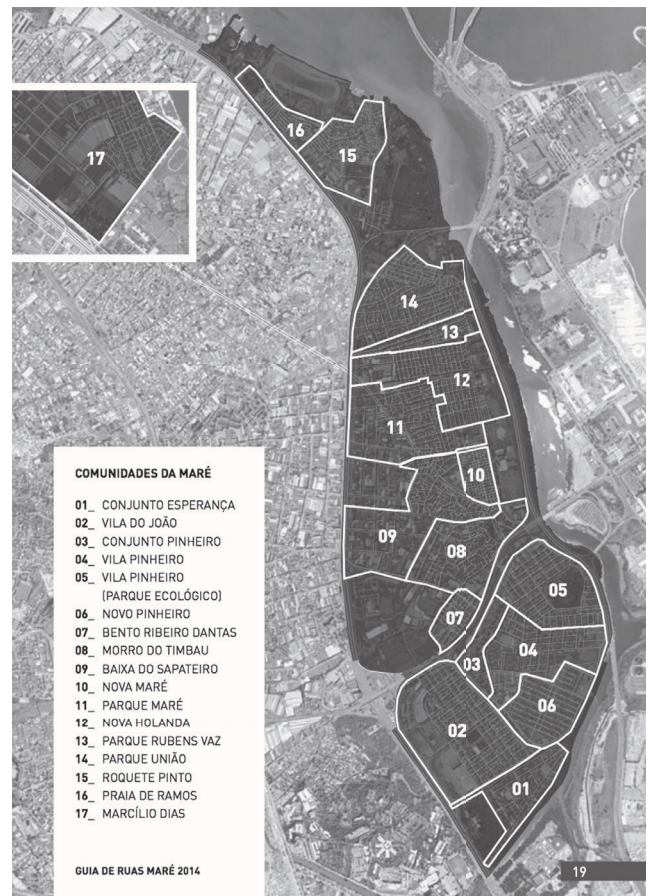 17
16
15
14
13
12
11
10
09
08
05
07
04
03
06
02
01
COMUNIDADES DA MARÉ
01_ CONJUNTO ESPERANÇA
02_ VILA DO JOÃO
03_ CONJUNTO PINHEIRO
04_ VILA PINHEIRO
05_ VILA PINHEIRO
(PARQUE ECOLÓGICO)
06_ NOVO PINHEIRO
07_ BENTO RIBEIRO DANTAS
08_ MORRO DO TIMBAU
09_ BAIXA DO SAPATEIRO
10_ NOVA MARÉ
11_ PARQUE MARÉ
12_ NOVA HOLANDA
13_ PARQUE RUBENS VAZ
14_ PARQUE UNIÃO
15_ ROQUETE PINTO
16_ PRAIA DE RAMOS
17_ MARCÍLIO DIAS
GUIA DE RUAS MARÉ 2014
19